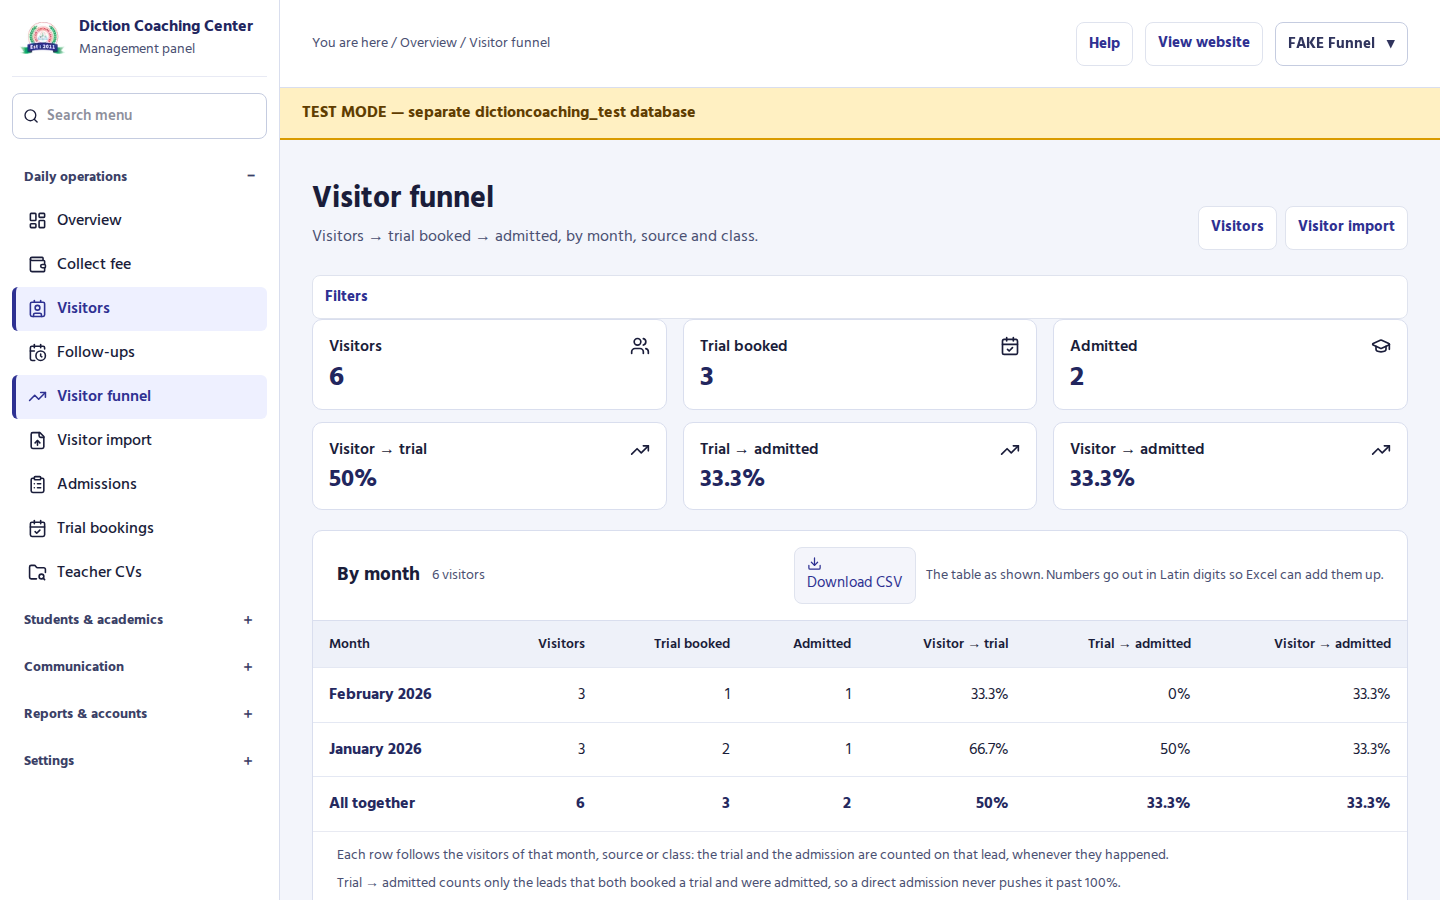 Diction Coaching Center
Management panel
Est : 2011
Search menu
Daily operations −
Overview
Collect fee
Visitors
Follow-ups
Visitor funnel
Visitor import
Admissions
Trial bookings
Teacher CVs
Students & academics +
Communication +
Reports & accounts +
Settings +
You are here / Overview / Visitor funnel
Help
View website
FAKE Funnel ▼
TEST MODE — separate dictioncoaching_test database
Visitor funnel
Visitors → trial booked → admitted, by month, source and class.
Visitors
Visitor import
Filters
Visitors
6
Trial booked
3
Admitted
2
Visitor → trial
50%
Trial → admitted
33.3%
Visitor → admitted
33.3%
By month 6 visitors
Download CSV
The table as shown. Numbers go out in Latin digits so Excel can add them up.
Month Visitors Trial booked Admitted Visitor → trial Trial → admitted Visitor → admitted
February 2026 3 1 1 33.3% 0% 33.3%
January 2026 3 2 1 66.7% 50% 33.3%
All together 6 3 2 50% 33.3% 33.3%
Each row follows the visitors of that month, source or class: the trial and the admission are counted on that lead, whenever they happened.
Trial → admitted counts only the leads that both booked a trial and were admitted, so a direct admission never pushes it past 100%.